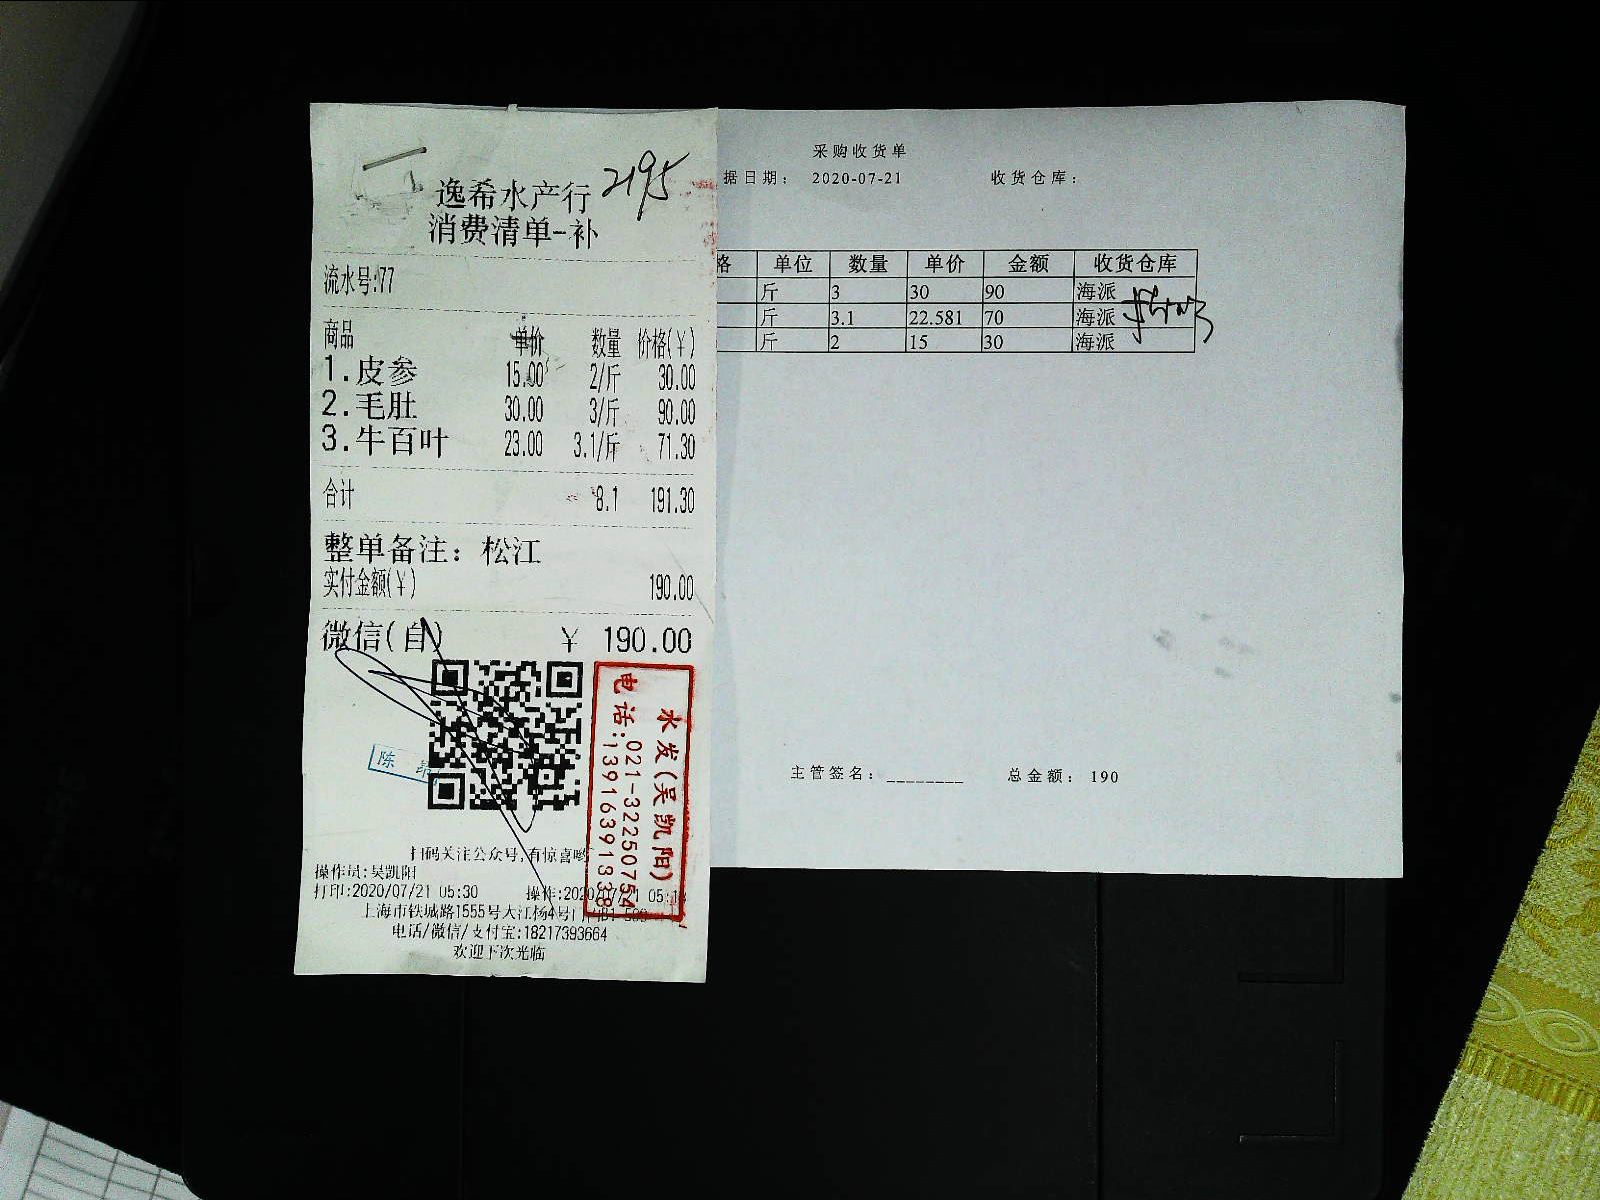 2195
逸希水产行
消费清单-补
流水号:77
商品 单价 数量 价格(¥)
1.皮参 15.00 2/斤 30.00
2.毛肚 30.00 3/斤 90.00
3.牛百叶 23.00 3.1/斤 71.30
合计 8.1 191.30
整单备注：松江
实付金额(¥) 190.00
微信(自) ¥ 190.00
陈
水发(吴凯阳)
电话:021-32250754
13916391338
扫码关注公众号,有惊喜哟
操作员:吴凯阳
打印:2020/07/21 05:30 操作:2020/07/21
上海市铁城路1555号大江杨4号门
电话/微信/支付宝:18217393664
欢迎下次光临
采购收货单
据日期： 2020-07-21 收货仓库：
格 单位 数量 单价 金额 收货仓库
斤 3 30 90 海派
斤 3.1 22.581 70 海派
斤 2 15 30 海派
主管签名：________ 总金额：190